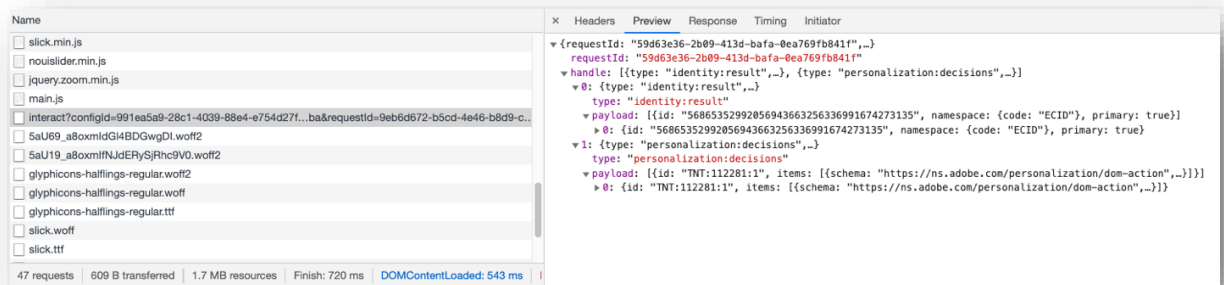 Name
slick.min.js
nouislider.min.js
jquery.zoom.min.js
main.js
interact?configId=991ea5a9-28c1-4039-88e4-e754d27f...ba&requestId=9eb6d672-b5cd-4e46-b8d9-c...
5aU69_a8oxmIdGl4BDGwgDI.woff2
5aU19_a8oxmIfNJdERySjRhc9V0.woff2
glyphicons-halflings-regular.woff2
glyphicons-halflings-regular.woff
glyphicons-halflings-regular.ttf
slick.woff
slick.ttf
47 requests 609 B transferred 1.7 MB resources Finish: 720 ms DOMContentLoaded: 543 ms
× Headers Preview Response Timing Initiator
▼{requestId: "59d63e36-2b09-413d-bafa-0ea769fb841f",…}
requestId: "59d63e36-2b09-413d-bafa-0ea769fb841f"
▼handle: [{type: "identity:result",…}, {type: "personalization:decisions",…}]
▼0: {type: "identity:result",…}
type: "identity:result"
▼payload: [{id: "56865352992056943663256336991674273135", namespace: {code: "ECID"}, primary: true}]
▶0: {id: "56865352992056943663256336991674273135", namespace: {code: "ECID"}, primary: true}
▼1: {type: "personalization:decisions",…}
type: "personalization:decisions"
▼payload: [{id: "TNT:112281:1", items: [{schema: "https://ns.adobe.com/personalization/dom-action",…}]}]
▶0: {id: "TNT:112281:1", items: [{schema: "https://ns.adobe.com/personalization/dom-action",…}]}